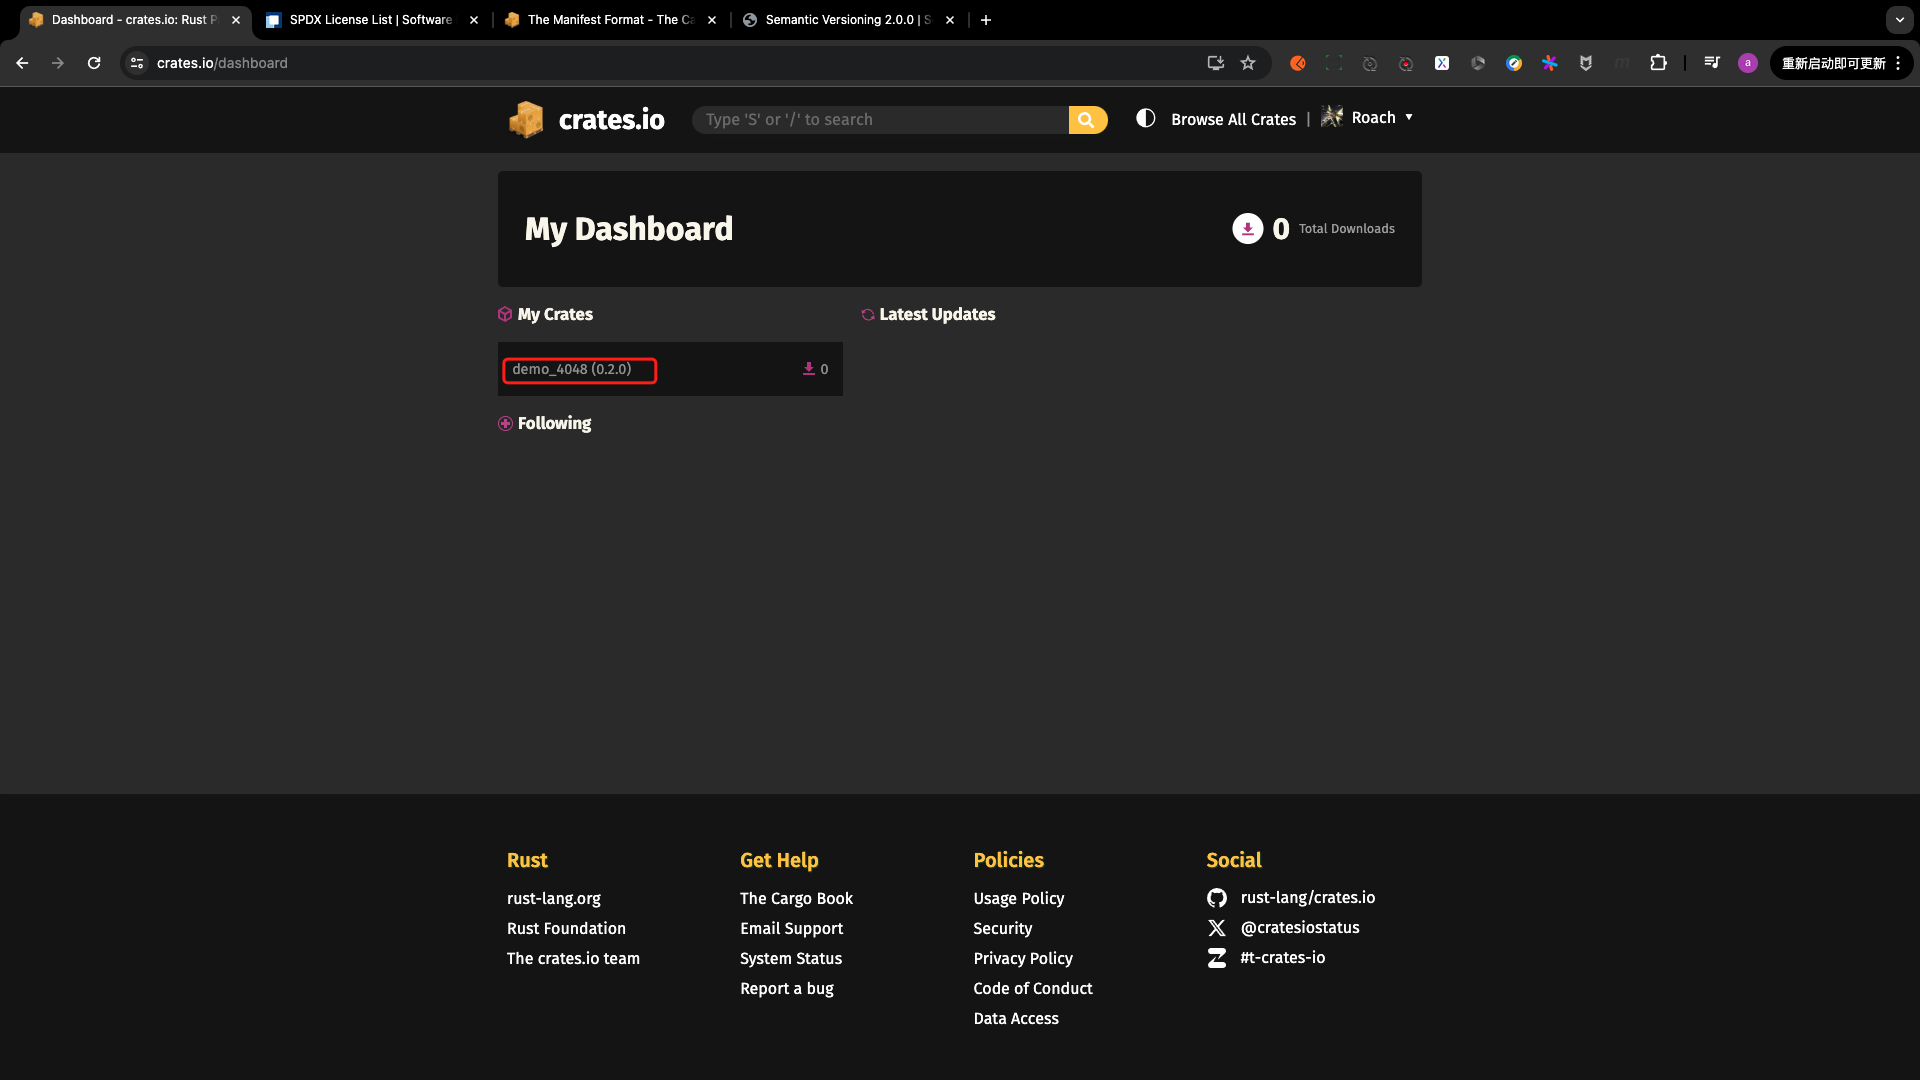 Dashboard - crates.io: Rust P
SPDX License List | Software
The Manifest Format - The Ca
Semantic Versioning 2.0.0 | S
crates.io/dashboard
a
重新启动即可更新
crates.io
Type 'S' or '/' to search
Browse All Crates | Roach
My Dashboard
0 Total Downloads
My Crates
demo_4048 (0.2.0)
0
Following
Latest Updates
Rust
rust-lang.org
Rust Foundation
The crates.io team
Get Help
The Cargo Book
Email Support
System Status
Report a bug
Policies
Usage Policy
Security
Privacy Policy
Code of Conduct
Data Access
Social
rust-lang/crates.io
@cratesiostatus
#t-crates-io